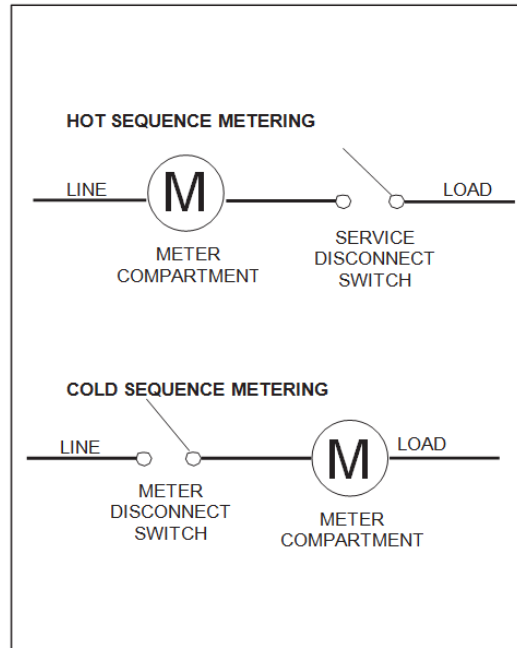 HOT SEQUENCE METERING
LINE
M
LOAD
METER
COMPARTMENT
SERVICE
DISCONNECT
SWITCH
COLD SEQUENCE METERING
LINE
M
LOAD
METER
DISCONNECT
SWITCH
METER
COMPARTMENT